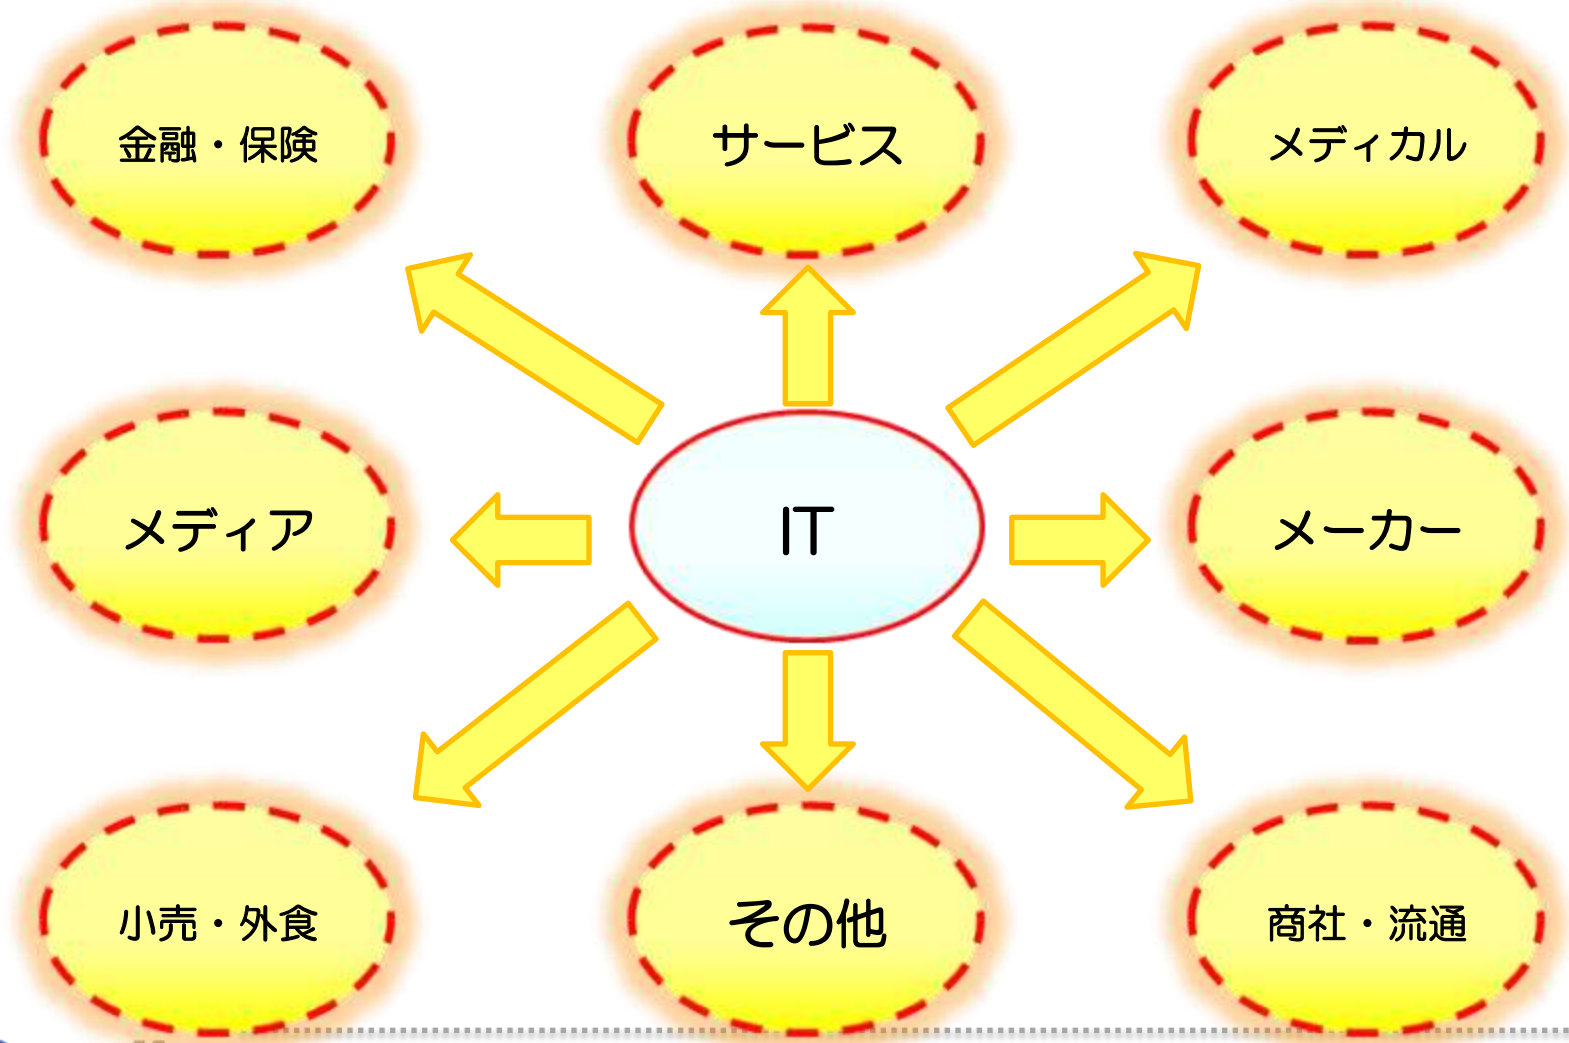 金融・保険
サービス
メディカル
メディア
IT
メーカー
小売・外食
その他
商社・流通